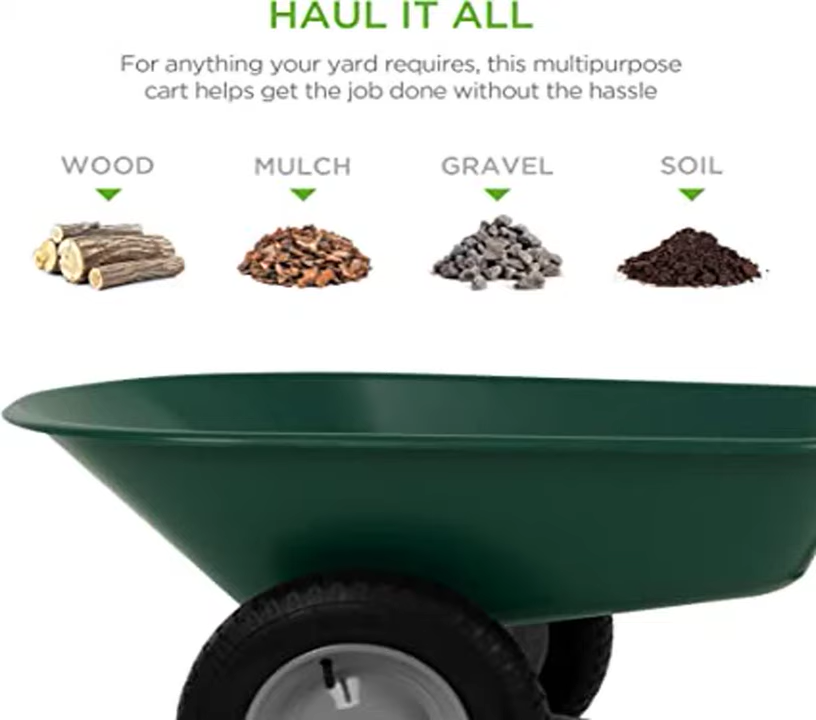 HAUL IT ALL
For anything your yard requires, this multipurpose
cart helps get the job done without the hassle
WOOD
MULCH
GRAVEL
SOIL